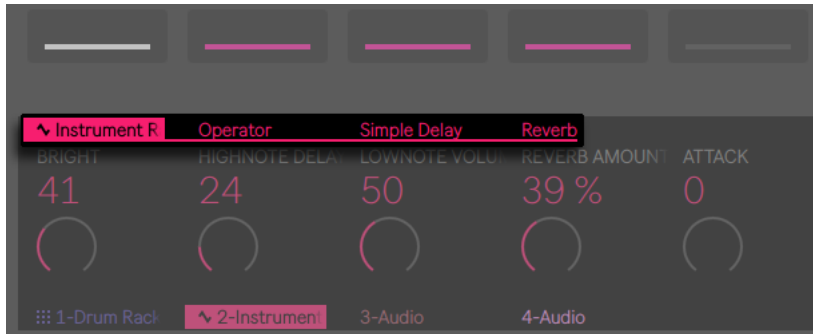 Instrument R Operator Simple Delay Reverb
BRIGHT HIGHNOTE DELA LOWNOTE VOLU REVERB AMOUNT ATTACK
41 24 50 39 % 0
1-Drum Rack 2-Instrument 3-Audio 4-Audio